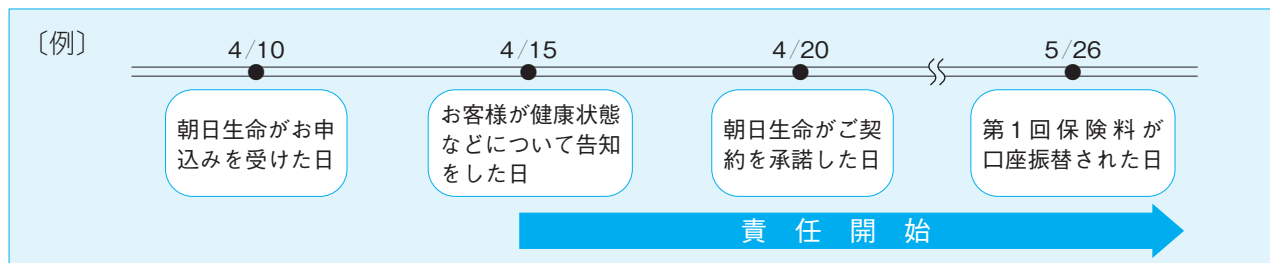 〔例〕
4/10
4/15
4/20
5/26
朝日生命がお申
込みを受けた日
お客様が健康状態
などについて告知
をした日
朝日生命がご契
約を承諾した日
第1回保険料が
口座振替された日
責任開始